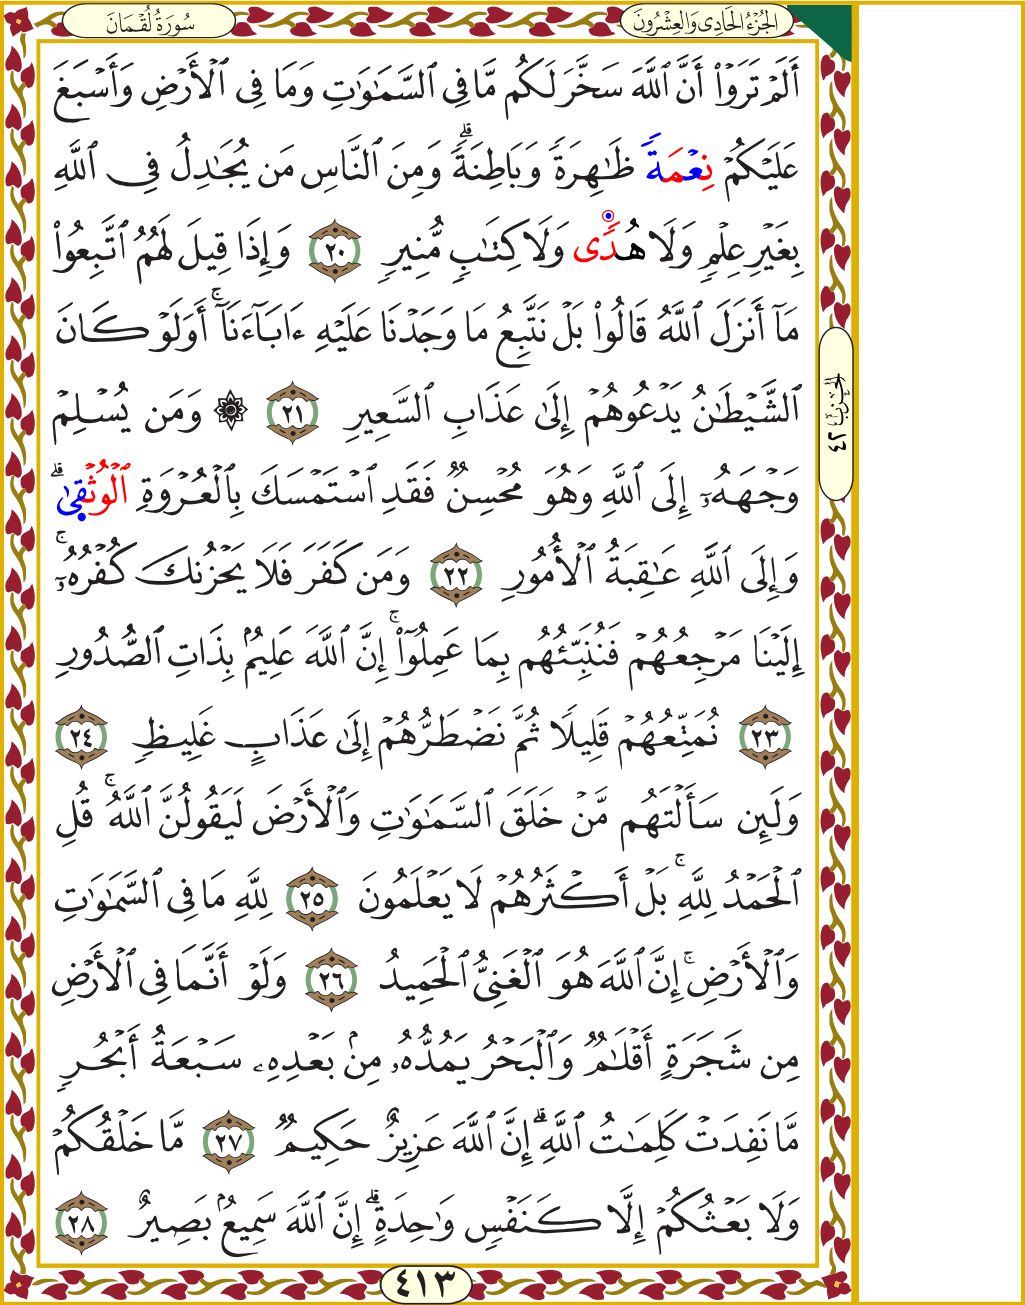 الجُزْءُ الحَادِي وَالعِشْرُونَ
سُورَةُ لُقْمَانَ
أَلَمْ تَرَوْاْ أَنَّ ٱللَّهَ سَخَّرَ لَكُم مَّا فِي ٱلسَّمَٰوَٰتِ وَمَا فِي ٱلْأَرْضِ وَأَسْبَغَ
عَلَيْكُمْ نِعْمَةً ظَٰهِرَةً وَبَاطِنَةً ۗ وَمِنَ ٱلنَّاسِ مَن يُجَٰدِلُ فِي ٱللَّهِ
بِغَيْرِ عِلْمٍ وَلَا هُدًى وَلَا كِتَٰبٍ مُّنِيرٍ ٢٠ وَإِذَا قِيلَ لَهُمُ ٱتَّبِعُواْ
مَآ أَنزَلَ ٱللَّهُ قَالُواْ بَلْ نَتَّبِعُ مَا وَجَدْنَا عَلَيْهِ ءَابَآءَنَآ ۚ أَوَلَوْ كَانَ
ٱلشَّيْطَٰنُ يَدْعُوهُمْ إِلَىٰ عَذَابِ ٱلسَّعِيرِ ٢١ ۞ وَمَن يُسْلِمْ
وَجْهَهُۥٓ إِلَى ٱللَّهِ وَهُوَ مُحْسِنٌ فَقَدِ ٱسْتَمْسَكَ بِٱلْعُرْوَةِ ٱلْوُثْقَىٰ ۗ
وَإِلَى ٱللَّهِ عَٰقِبَةُ ٱلْأُمُورِ ٢٢ وَمَن كَفَرَ فَلَا يَحْزُنكَ كُفْرُهُۥٓ ۚ
إِلَيْنَا مَرْجِعُهُمْ فَنُنَبِّئُهُم بِمَا عَمِلُوٓاْ ۚ إِنَّ ٱللَّهَ عَلِيمٌۢ بِذَاتِ ٱلصُّدُورِ
٢٣ نُمَتِّعُهُمْ قَلِيلًا ثُمَّ نَضْطَرُّهُمْ إِلَىٰ عَذَابٍ غَلِيظٍ ٢٤
وَلَئِن سَأَلْتَهُم مَّنْ خَلَقَ ٱلسَّمَٰوَٰتِ وَٱلْأَرْضَ لَيَقُولُنَّ ٱللَّهُ ۚ قُلِ
ٱلْحَمْدُ لِلَّهِ ۚ بَلْ أَكْثَرُهُمْ لَا يَعْلَمُونَ ٢٥ لِلَّهِ مَا فِي ٱلسَّمَٰوَٰتِ
وَٱلْأَرْضِ ۚ إِنَّ ٱللَّهَ هُوَ ٱلْغَنِيُّ ٱلْحَمِيدُ ٢٦ وَلَوْ أَنَّمَا فِي ٱلْأَرْضِ
مِن شَجَرَةٍ أَقْلَٰمٌ وَٱلْبَحْرُ يَمُدُّهُۥ مِنۢ بَعْدِهِۦ سَبْعَةُ أَبْحُرٍ
مَّا نَفِدَتْ كَلِمَٰتُ ٱللَّهِ ۗ إِنَّ ٱللَّهَ عَزِيزٌ حَكِيمٌ ٢٧ مَّا خَلْقُكُمْ
وَلَا بَعْثُكُمْ إِلَّا كَنَفْسٍ وَٰحِدَةٍ ۗ إِنَّ ٱللَّهَ سَمِيعٌۢ بَصِيرٌ ٢٨
الحزب ٤٢
٤١٣